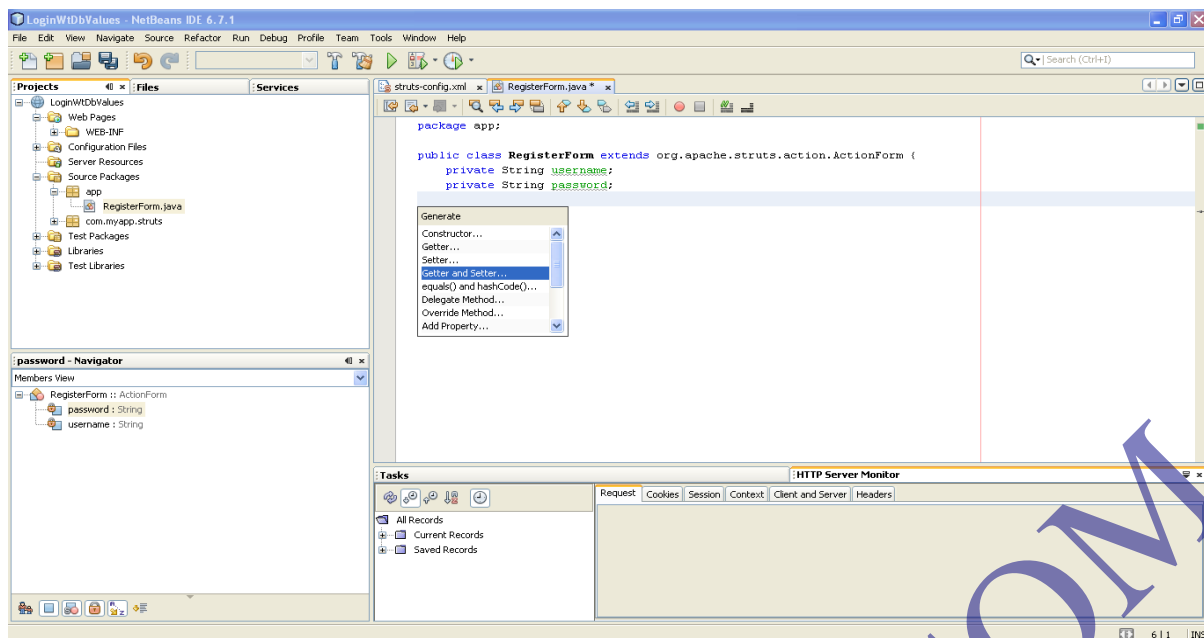 LoginWtDbValues - NetBeans IDE 6.7.1
File Edit View Navigate Source Refactor Run Debug Profile Team Tools Window Help
Search (Ctrl+I)
Projects Files Services
LoginWtDbValues
Web Pages
WEB-INF
Configuration Files
Server Resources
Source Packages
app
RegisterForm.java
com.myapp.struts
Test Packages
Libraries
Test Libraries
struts-config.xml RegisterForm.java *
package app;
public class RegisterForm extends org.apache.struts.action.ActionForm {
private String username;
private String password;
Generate
Constructor...
Getter...
Setter...
Getter and Setter...
equals() and hashCode()...
Delegate Method...
Override Method...
Add Property...
password - Navigator
Members View
RegisterForm :: ActionForm
password : String
username : String
Tasks HTTP Server Monitor
All Records
Current Records
Saved Records
Request Cookies Session Context Client and Server Headers
6|1 INS
OM